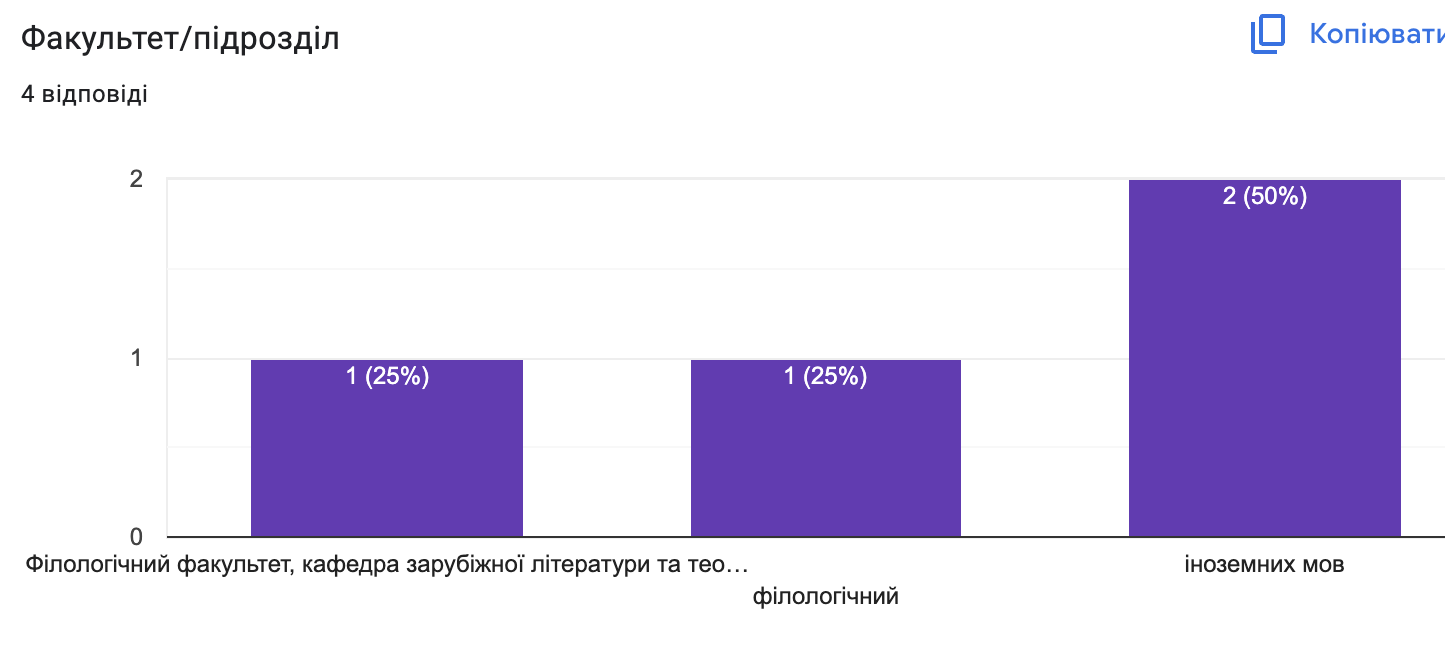 Факультет/підрозділ
Копіювати
4 відповіді
2
2 (50%)
1
1 (25%)
1 (25%)
0
Філологічний факультет, кафедра зарубіжної літератури та тео…
іноземних мов
філологічний